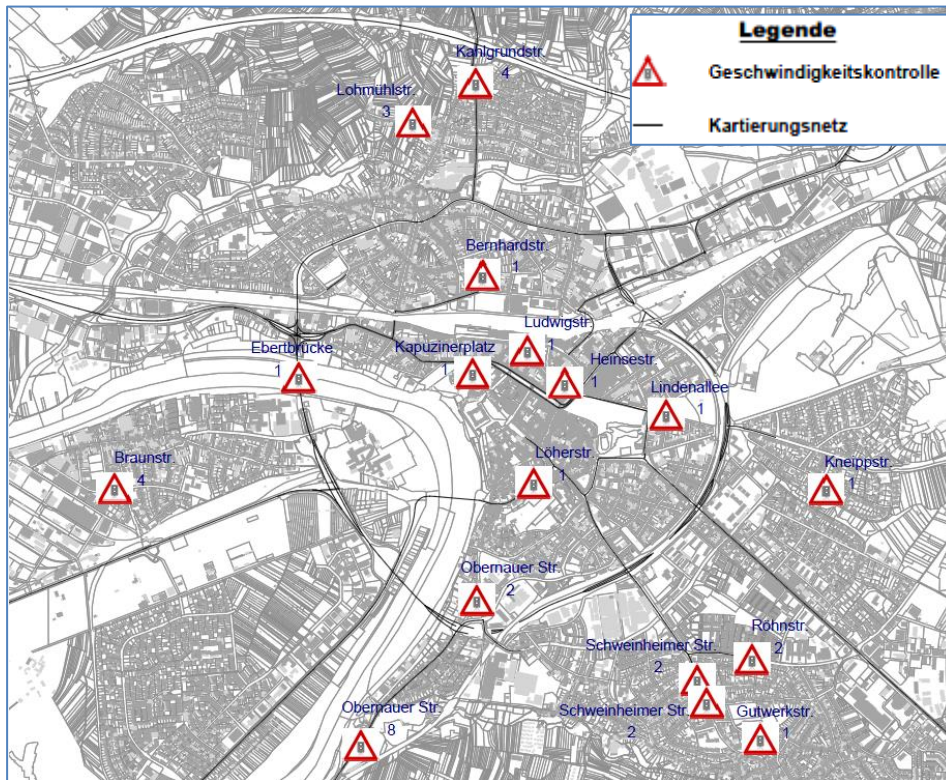 Legende
Geschwindigkeitskontrolle
Kartierungsnetz
Kahlgrundstr.
4
Lohmühlstr.
3
Bernhardstr.
1
Ludwigstr.
1
Ebertbrücke
1
Kapuzinerplatz
1
Heinsestr.
1
Lindenallee
1
Braunstr.
4
Löherstr.
1
Kneippstr.
1
Obernauer Str.
2
Röhnstr.
2
Schweinheimer Str.
2
Schweinheimer Str.
2
Gutwerkstr.
1
Obernauer Str.
8